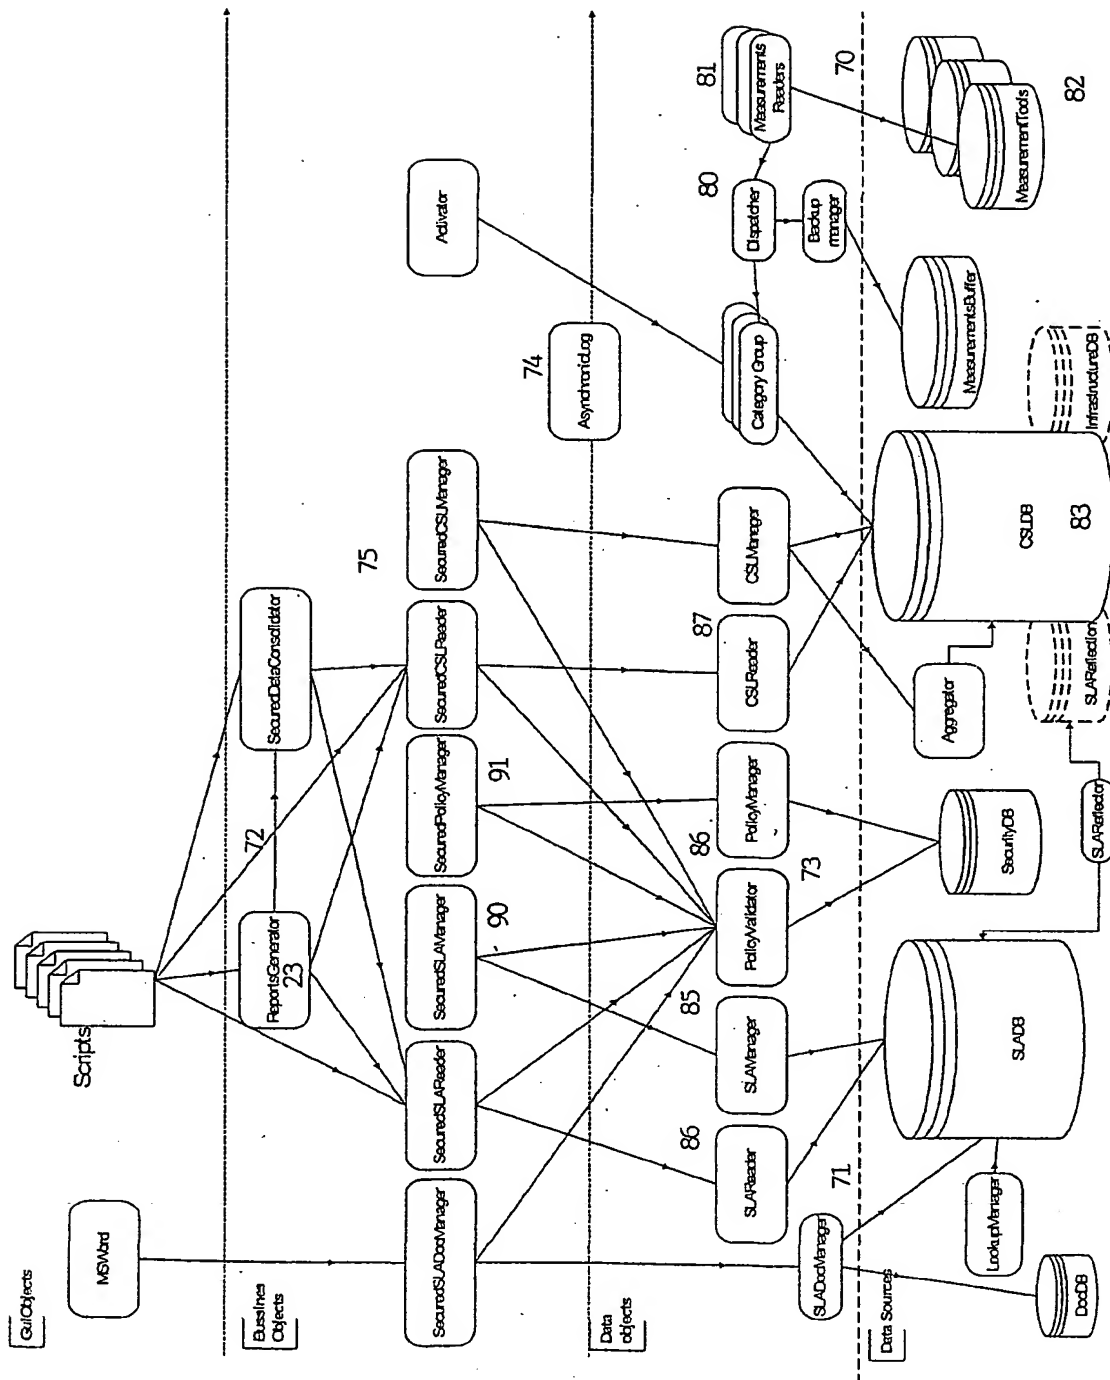 Gui Objects
MSWord
Scripts
Bussines
Objects
ReportsGenerator
23
72
SecuredDataConsolidator
SecuredSLADocManager
SecuredSLAReader
SecuredSLAManager
90
SecuredPolicyManager
91
SecuredCSLReader
75
SecuredCSLManager
Activator
Data
objects
AsynchronicLog
74
SLADocManager
71
SLAReader
86
SLAManager
85
PolicyValidator
73
PolicyManager
86
CSLReader
87
CSLManager
Category Group
Dispatcher
80
Backup
manager
Measurements
Readers
81
70
Data Sources
DocDB
LookupManager
SLADB
SLAReflector
SecurityDB
Aggregator
SLAReflection
CSLDB
83
InfrastructureDB
MeasurementsBuffer
MeasurementTools
82